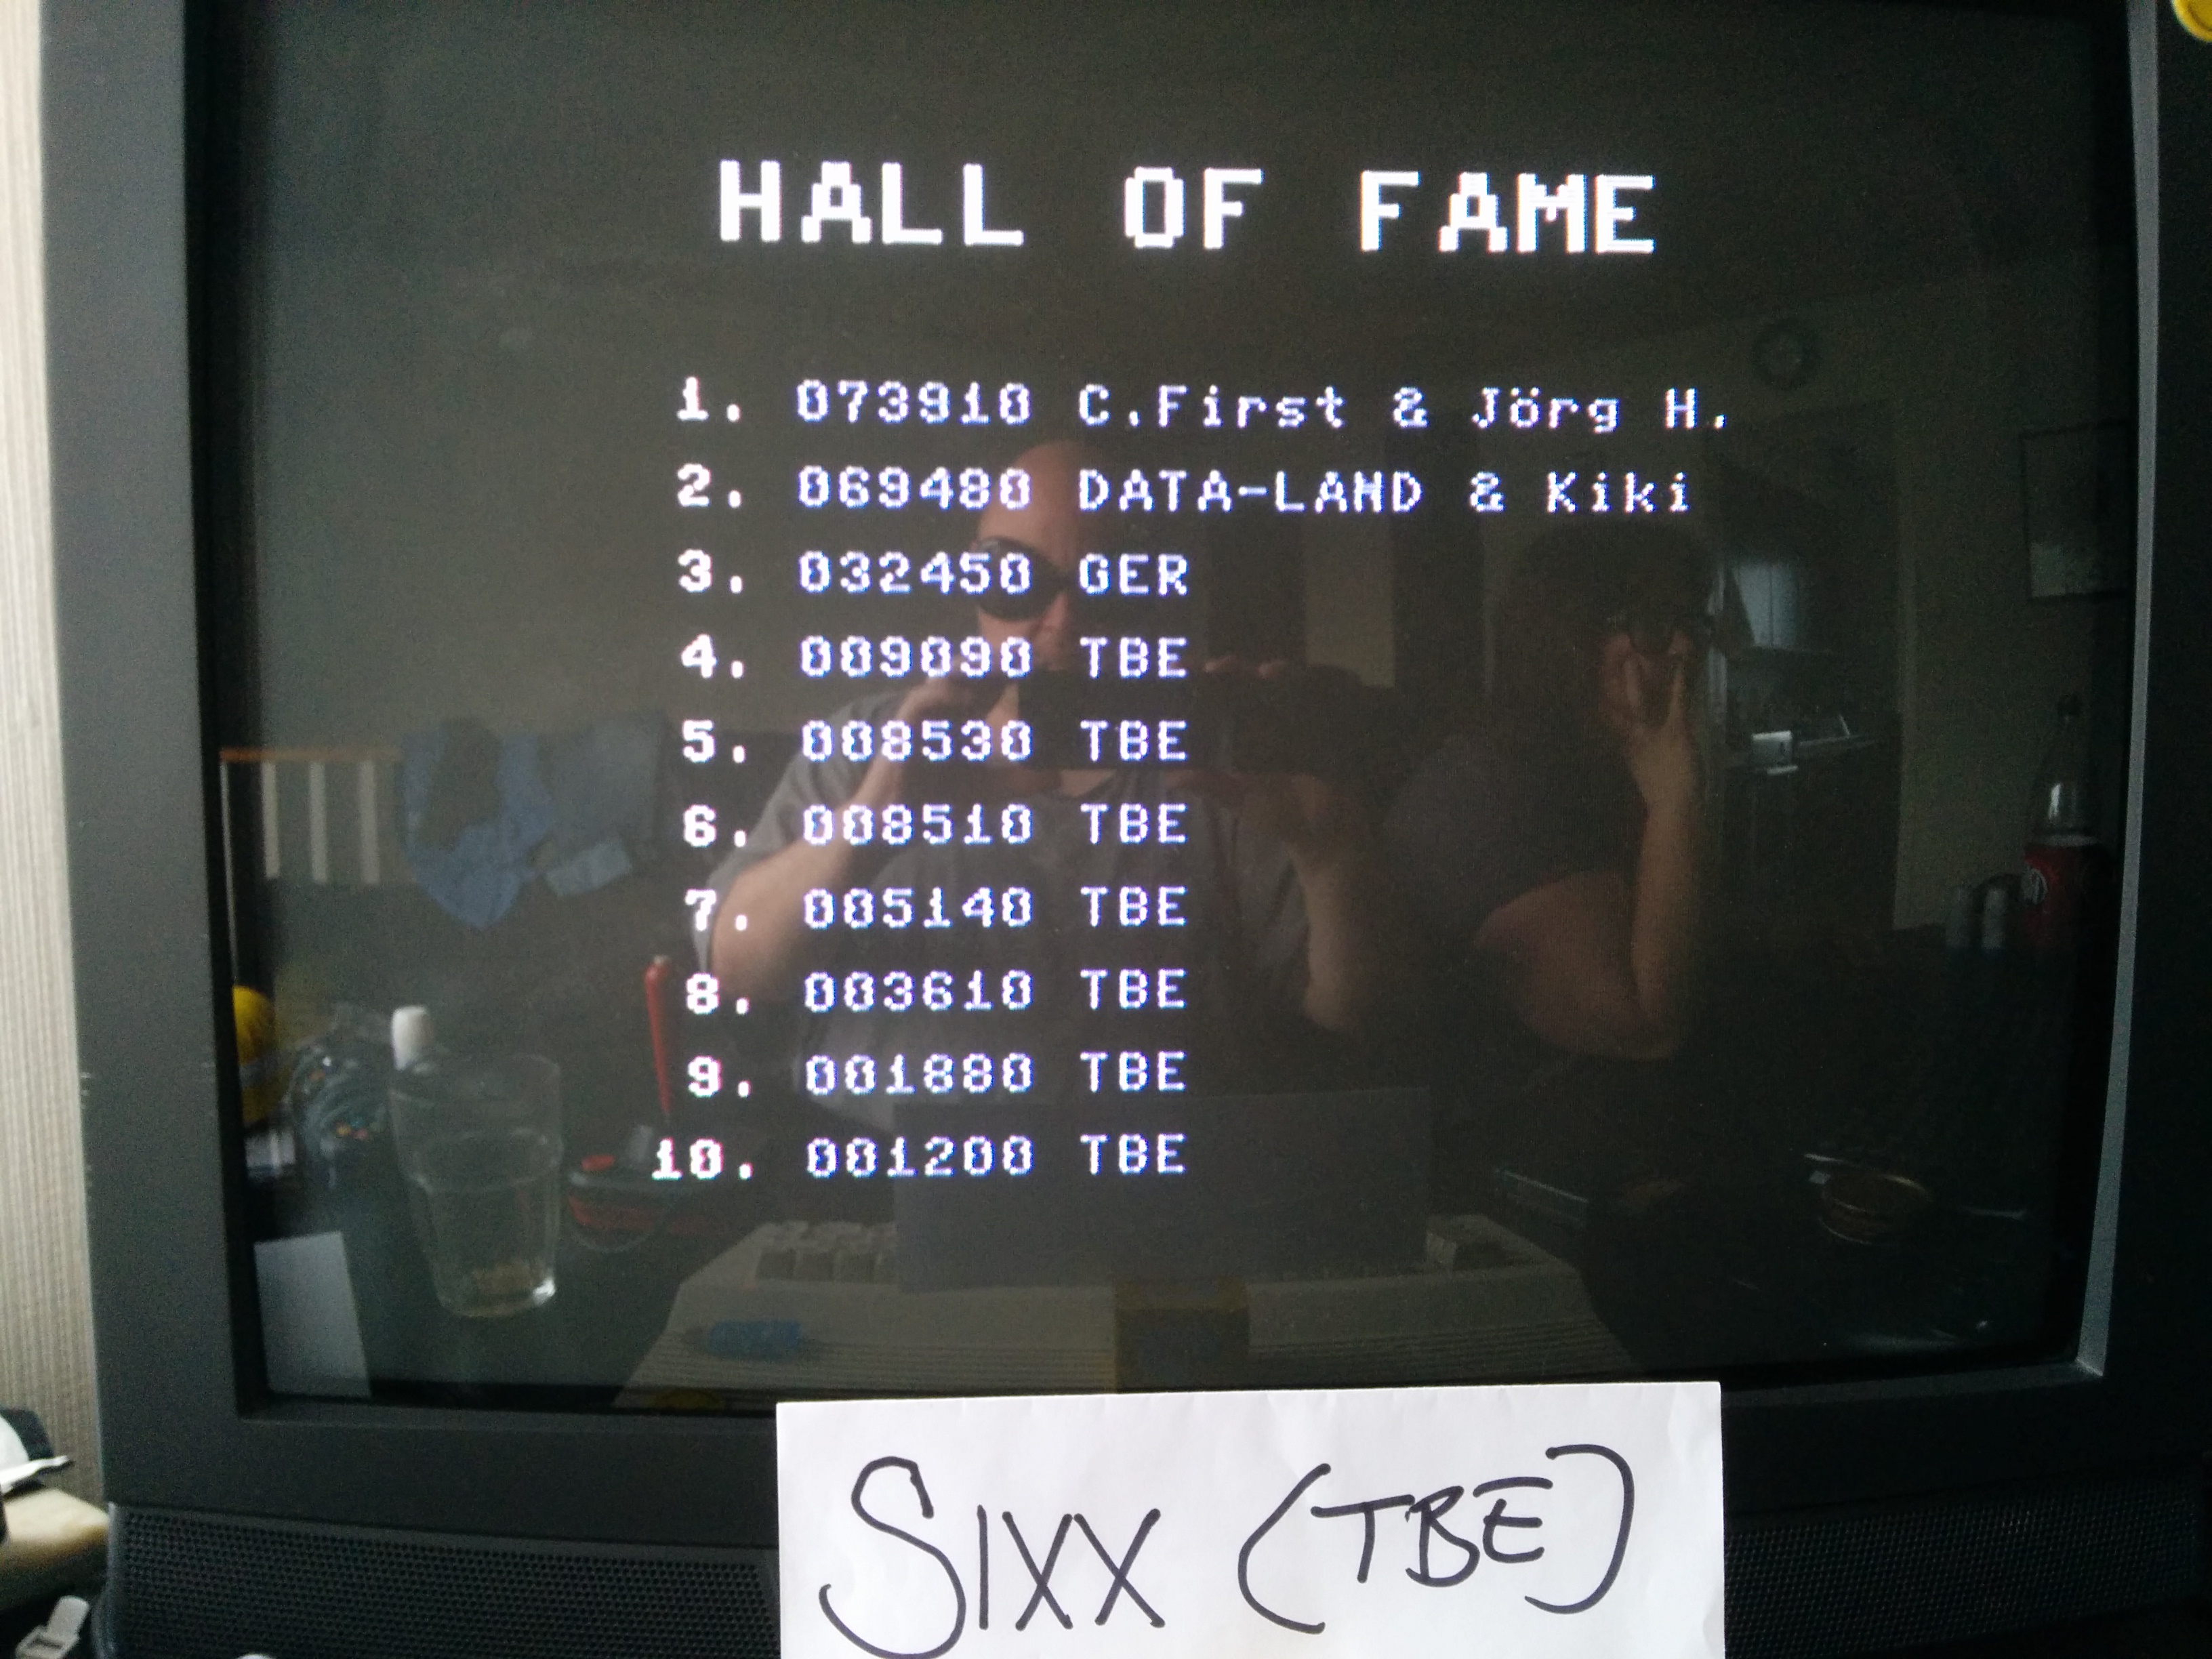 HALL OF FAME
1. 073910 C.First & Jörg H.
2. 069480 DATA-LAND & Kiki
3. 032450 GER
4. 009090 TBE
5. 008530 TBE
6. 008510 TBE
7. 005140 TBE
8. 003610 TBE
9. 001880 TBE
10. 001200 TBE
SIXX (TBE)